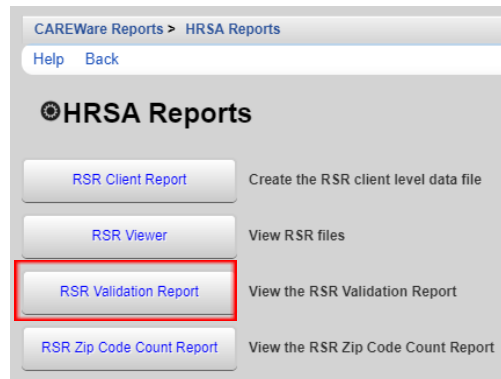 CAREWare Reports > HRSA Reports
Help Back
HRSA Reports
RSR Client Report Create the RSR client level data file
RSR Viewer View RSR files
RSR Validation Report View the RSR Validation Report
RSR Zip Code Count Report View the RSR Zip Code Count Report